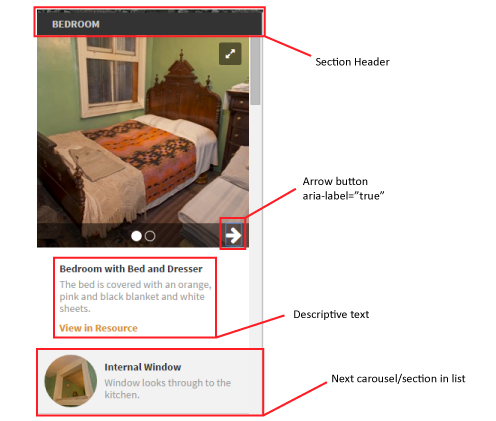 BEDROOM
Section Header
Arrow button
aria-label="true"
Bedroom with Bed and Dresser
The bed is covered with an orange,
pink and black blanket and white
sheets.
View in Resource
Descriptive text
Internal Window
Window looks through to the
kitchen.
Next carousel/section in list